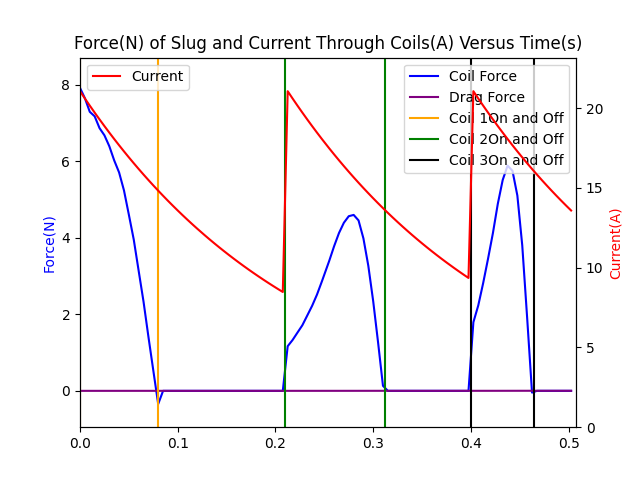 Force(N) of Slug and Current Through Coils(A) Versus Time(s)
Current
Coil Force
Drag Force
Coil 1On and Off
Coil 2On and Off
Coil 3On and Off
Force(N)
8
6
4
2
0
Current(A)
20
15
10
5
0
0.0 0.1 0.2 0.3 0.4 0.5